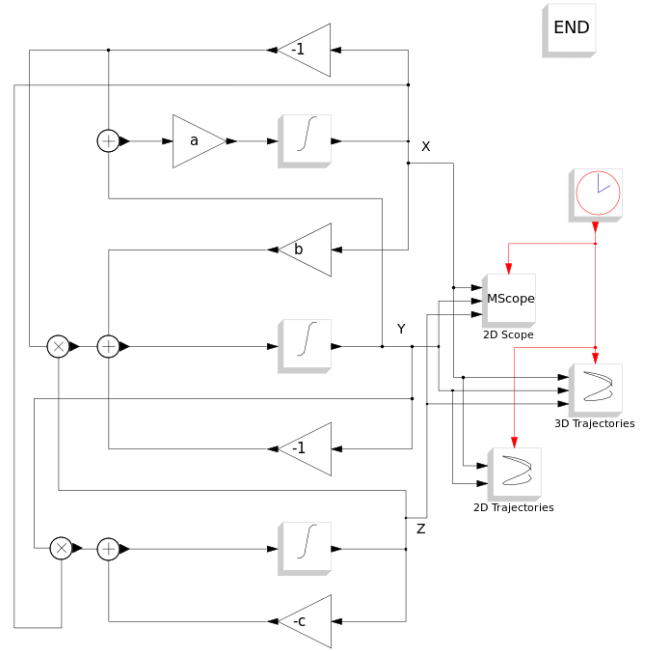 END
-1
a
X
b
MScope
2D Scope
Y
3D Trajectories
-1
2D Trajectories
Z
-c